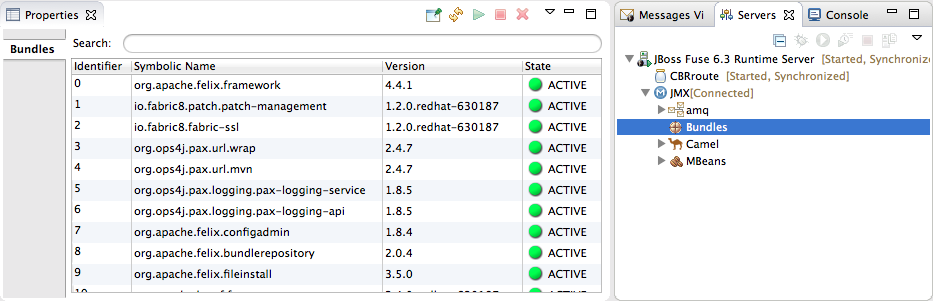 Properties
Bundles
Search:
Identifier Symbolic Name Version State
0 org.apache.felix.framework 4.4.1 ACTIVE
1 io.fabric8.patch.patch-management 1.2.0.redhat-630187 ACTIVE
2 io.fabric8.fabric-ssl 1.2.0.redhat-630187 ACTIVE
3 org.ops4j.pax.url.wrap 2.4.7 ACTIVE
4 org.ops4j.pax.url.mvn 2.4.7 ACTIVE
5 org.ops4j.pax.logging.pax-logging-service 1.8.5 ACTIVE
6 org.ops4j.pax.logging.pax-logging-api 1.8.5 ACTIVE
7 org.apache.felix.configadmin 1.8.4 ACTIVE
8 org.apache.felix.bundlerepository 2.0.4 ACTIVE
9 org.apache.felix.fileinstall 3.5.0 ACTIVE
Messages Vi Servers Console
JBoss Fuse 6.3 Runtime Server [Started, Synchronize
CBRroute [Started, Synchronized]
JMX[Connected]
amq
Bundles
Camel
MBeans